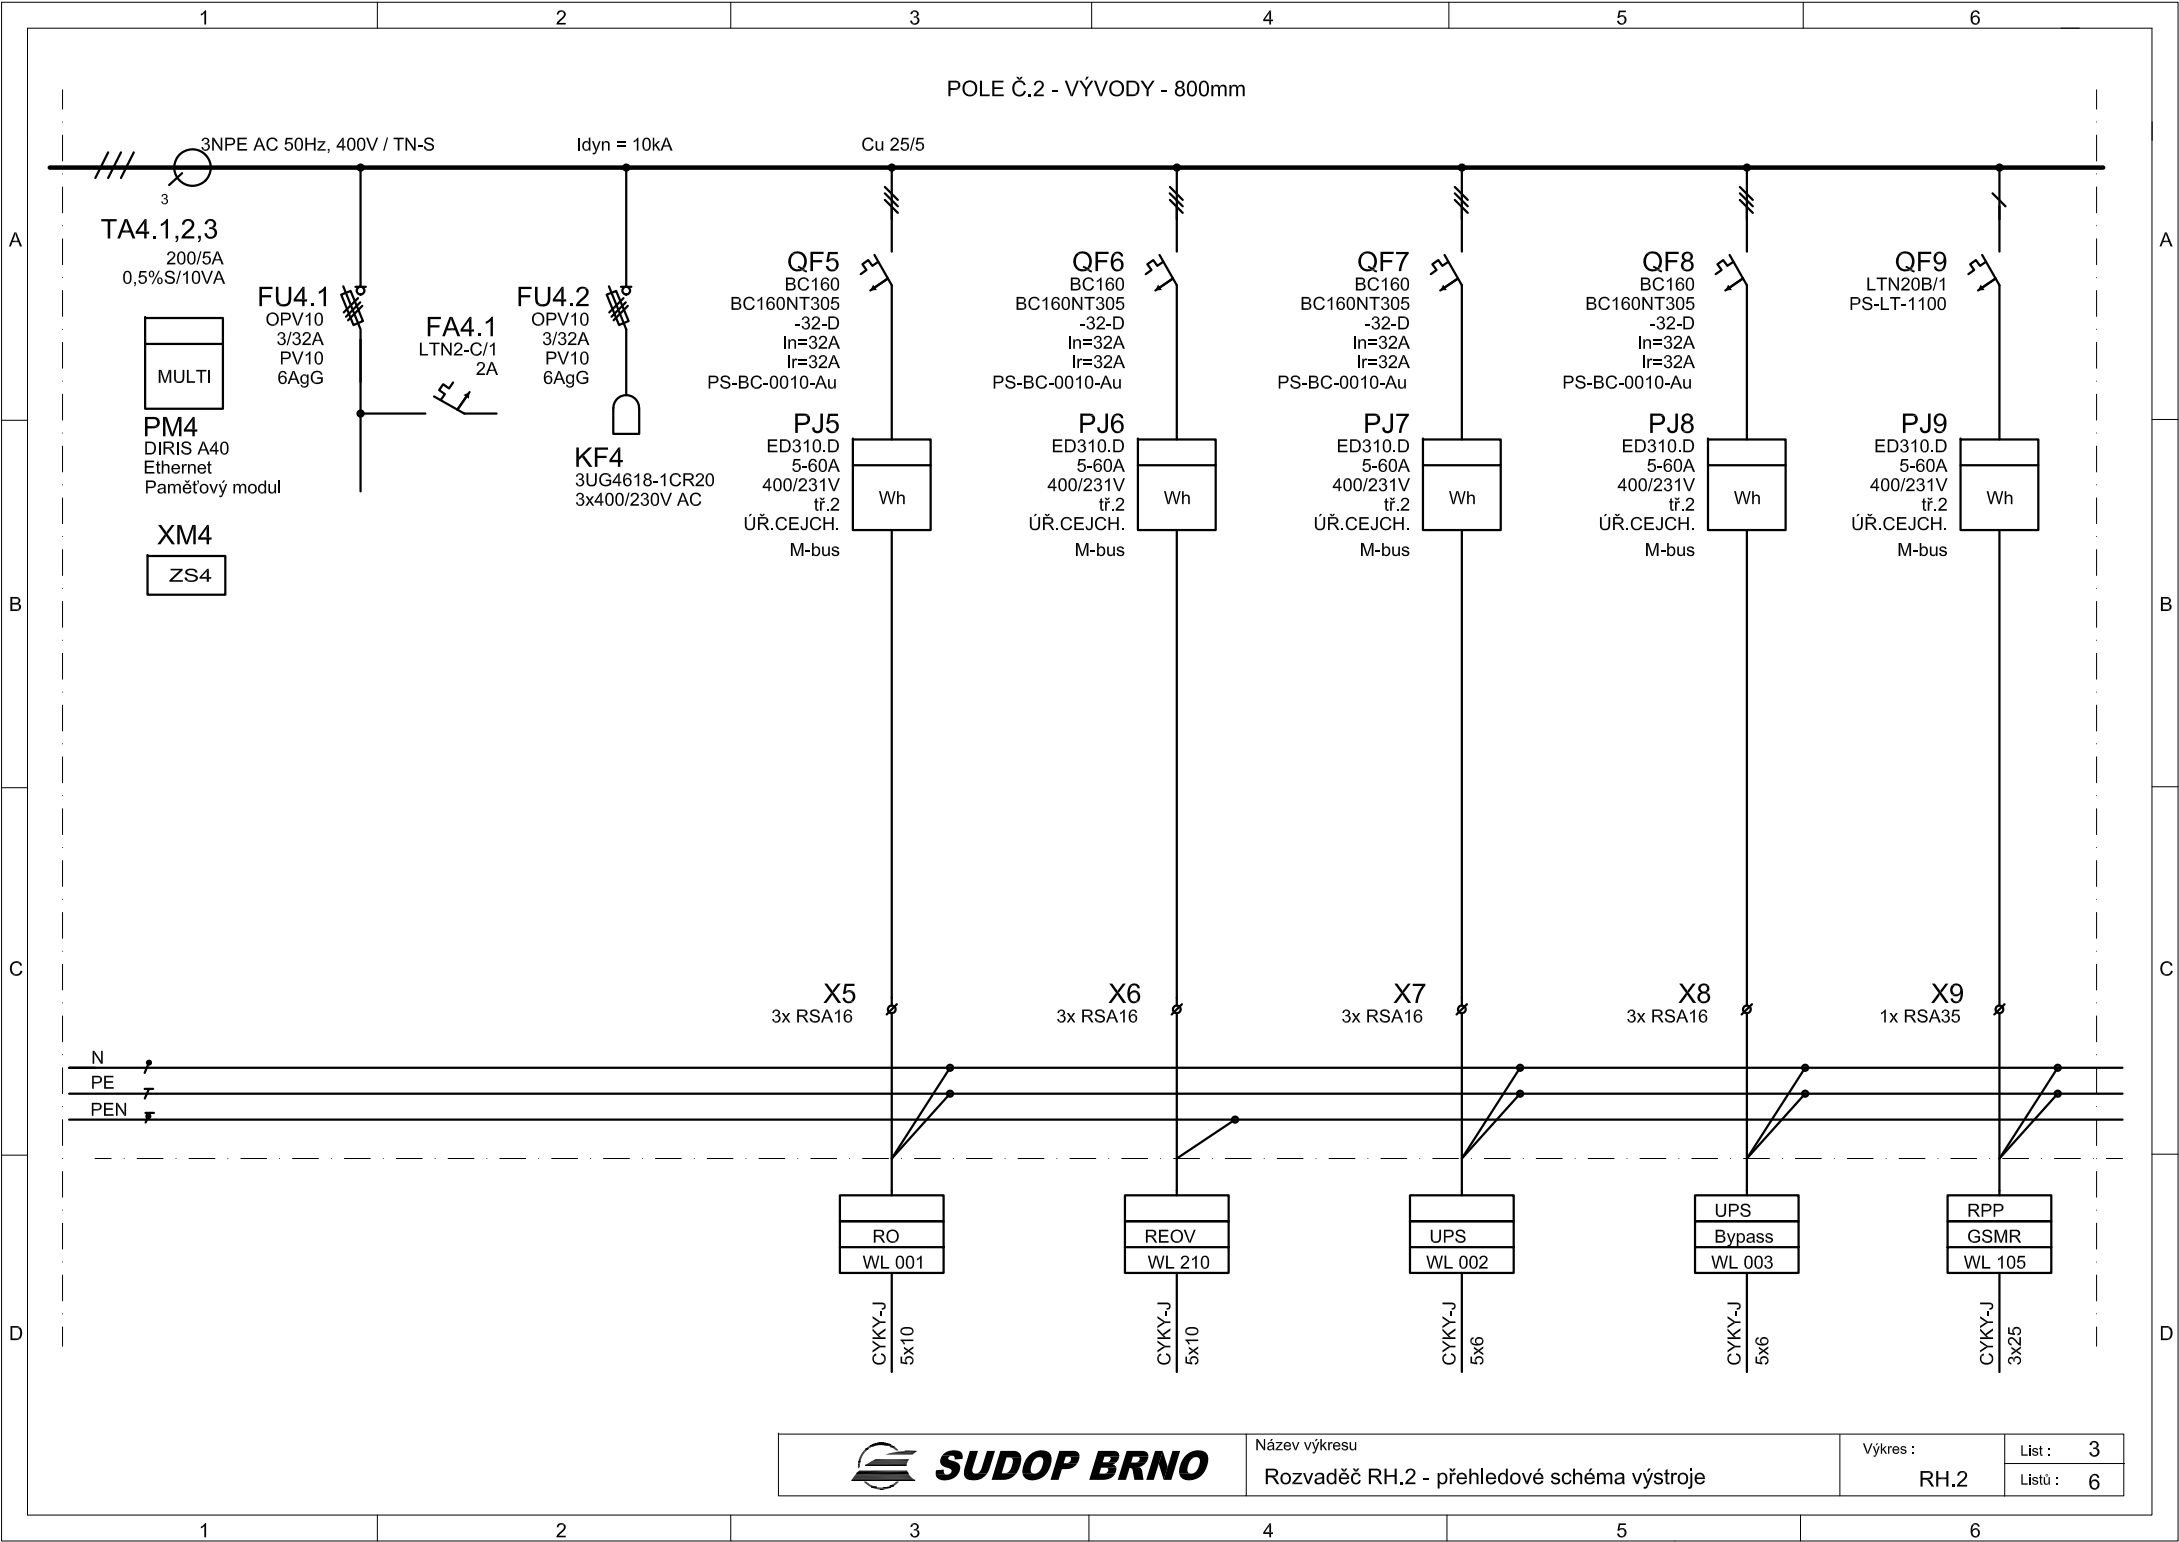 1 2 3 4 5 6
POLE Č.2 - VÝVODY - 800mm
3NPE AC 50Hz, 400V / TN-S
Idyn = 10kA
Cu 25/5
3
A
A
TA4.1,2,3
200/5A
0,5%S/10VA
MULTI
PM4
DIRIS A40
Ethernet
Paměťový modul
XM4
ZS4
FU4.1
OPV10
3/32A
PV10
6AgG
FA4.1
LTN2-C/1
2A
FU4.2
OPV10
3/32A
PV10
6AgG
KF4
3UG4618-1CR20
3x400/230V AC
QF5
BC160
BC160NT305
-32-D
In=32A
Ir=32A
PS-BC-0010-Au
PJ5
ED310.D
5-60A
400/231V
tř.2
ÚŘ.CEJCH.
M-bus
Wh
QF6
BC160
BC160NT305
-32-D
In=32A
Ir=32A
PS-BC-0010-Au
PJ6
ED310.D
5-60A
400/231V
tř.2
ÚŘ.CEJCH.
M-bus
Wh
QF7
BC160
BC160NT305
-32-D
In=32A
Ir=32A
PS-BC-0010-Au
PJ7
ED310.D
5-60A
400/231V
tř.2
ÚŘ.CEJCH.
M-bus
Wh
QF8
BC160
BC160NT305
-32-D
In=32A
Ir=32A
PS-BC-0010-Au
PJ8
ED310.D
5-60A
400/231V
tř.2
ÚŘ.CEJCH.
M-bus
Wh
QF9
LTN20B/1
PS-LT-1100
PJ9
ED310.D
5-60A
400/231V
tř.2
ÚŘ.CEJCH.
M-bus
Wh
B
B
C
C
X5
3x RSA16
X6
3x RSA16
X7
3x RSA16
X8
3x RSA16
X9
1x RSA35
N
PE
PEN
RO
WL 001
CYKY-J
5x10
REOV
WL 210
CYKY-J
5x10
UPS
WL 002
CYKY-J
5x6
UPS
Bypass
WL 003
CYKY-J
5x6
RPP
GSMR
WL 105
CYKY-J
3x25
D
D
SUDOP BRNO
Název výkresu
Rozvaděč RH.2 - přehledové schéma výstroje
Výkres :
RH.2
List : 3
Listů : 6
1 2 3 4 5 6